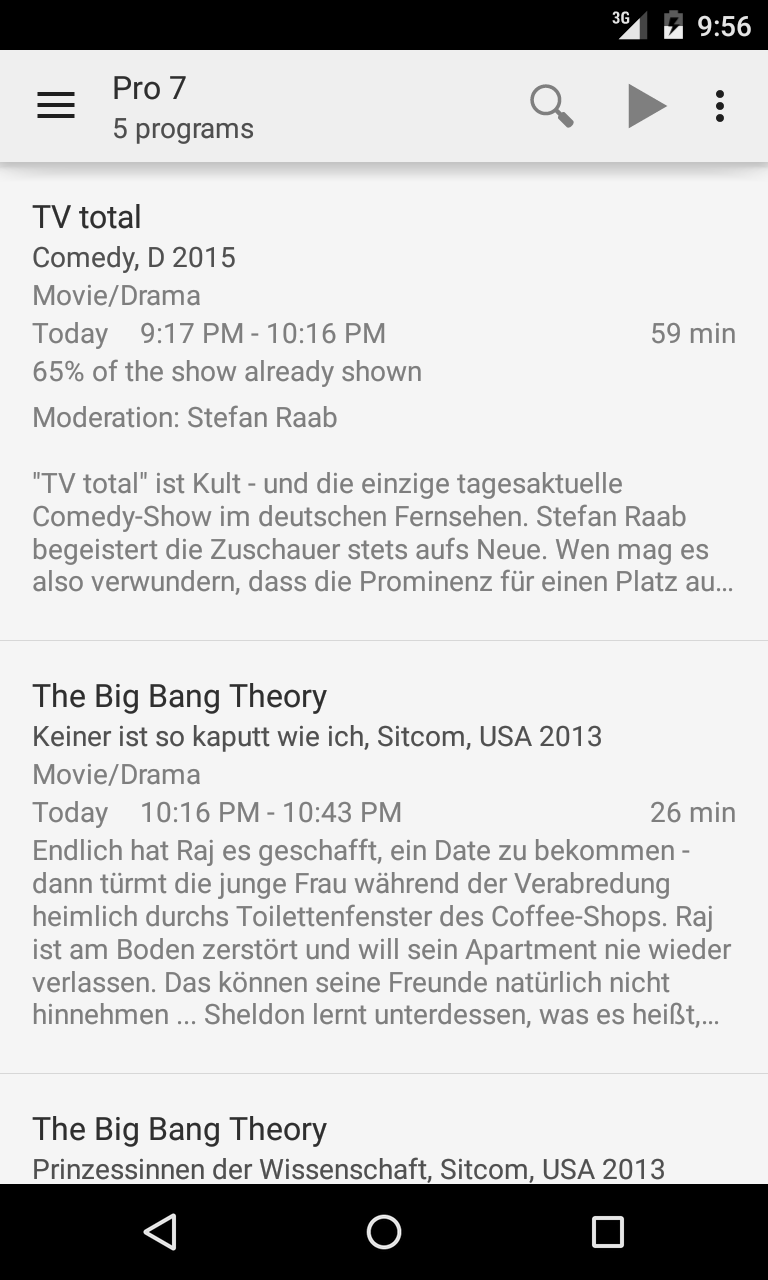 3G 9:56
Pro 7
5 programs
TV total
Comedy, D 2015
Movie/Drama
Today 9:17 PM - 10:16 PM 59 min
65% of the show already shown
Moderation: Stefan Raab
"TV total" ist Kult - und die einzige tagesaktuelle
Comedy-Show im deutschen Fernsehen. Stefan Raab
begeistert die Zuschauer stets aufs Neue. Wen mag es
also verwundern, dass die Prominenz für einen Platz au...
The Big Bang Theory
Keiner ist so kaputt wie ich, Sitcom, USA 2013
Movie/Drama
Today 10:16 PM - 10:43 PM 26 min
Endlich hat Raj es geschafft, ein Date zu bekommen -
dann türmt die junge Frau während der Verabredung
heimlich durchs Toilettenfenster des Coffee-Shops. Raj
ist am Boden zerstört und will sein Apartment nie wieder
verlassen. Das können seine Freunde natürlich nicht
hinnehmen ... Sheldon lernt unterdessen, was es heißt,...
The Big Bang Theory
Prinzessinnen der Wissenschaft, Sitcom, USA 2013